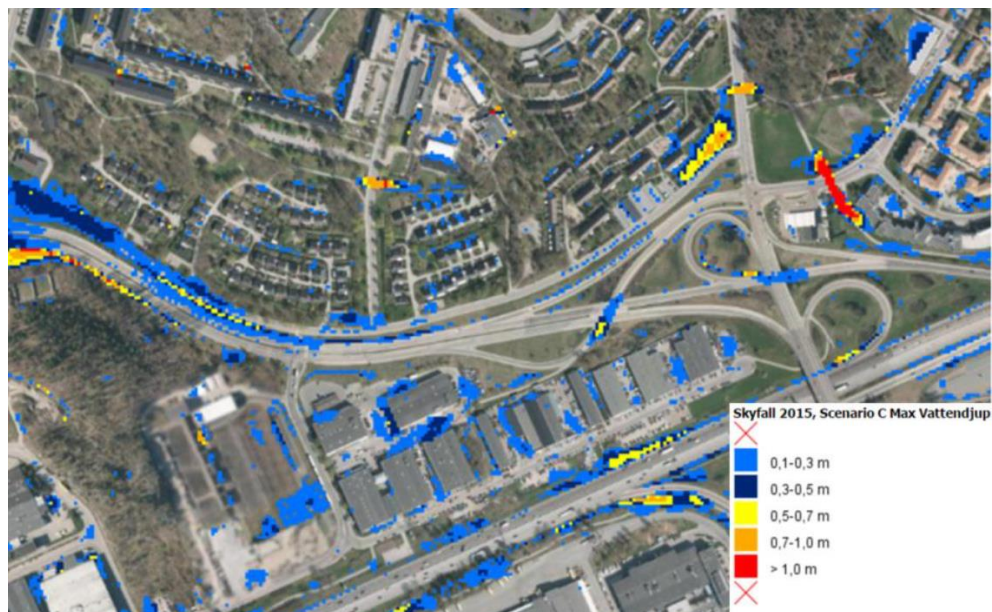 Skyfall 2015, Scenario C Max Vattendjup
0,1-0,3 m
0,3-0,5 m
0,5-0,7 m
0,7-1,0 m
> 1,0 m